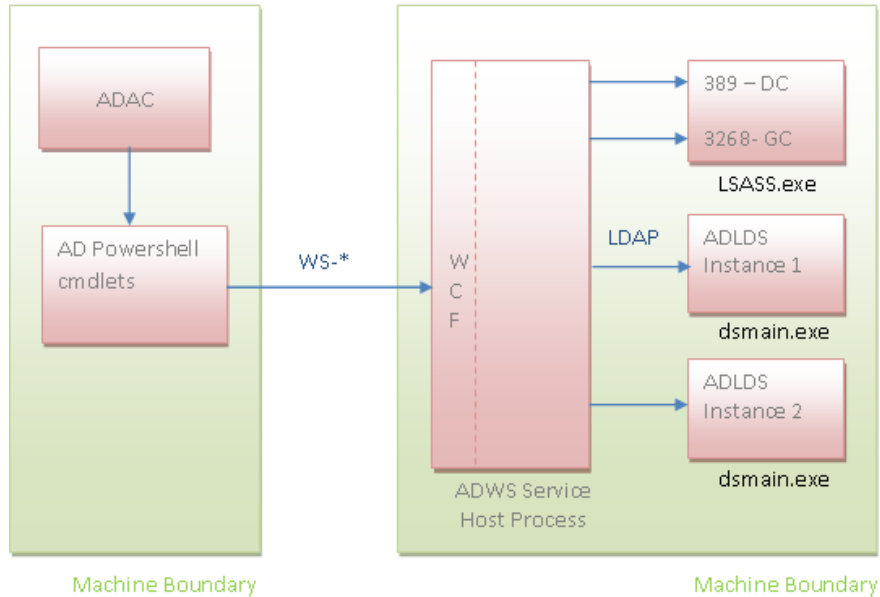 ADAC
AD Powershell
cmdlets
WS-*
W
C
F
ADWS Service
Host Process
389 – DC
3268- GC
LSASS.exe
LDAP
ADLDS
Instance 1
dsmain.exe
ADLDS
Instance 2
dsmain.exe
Machine Boundary
Machine Boundary